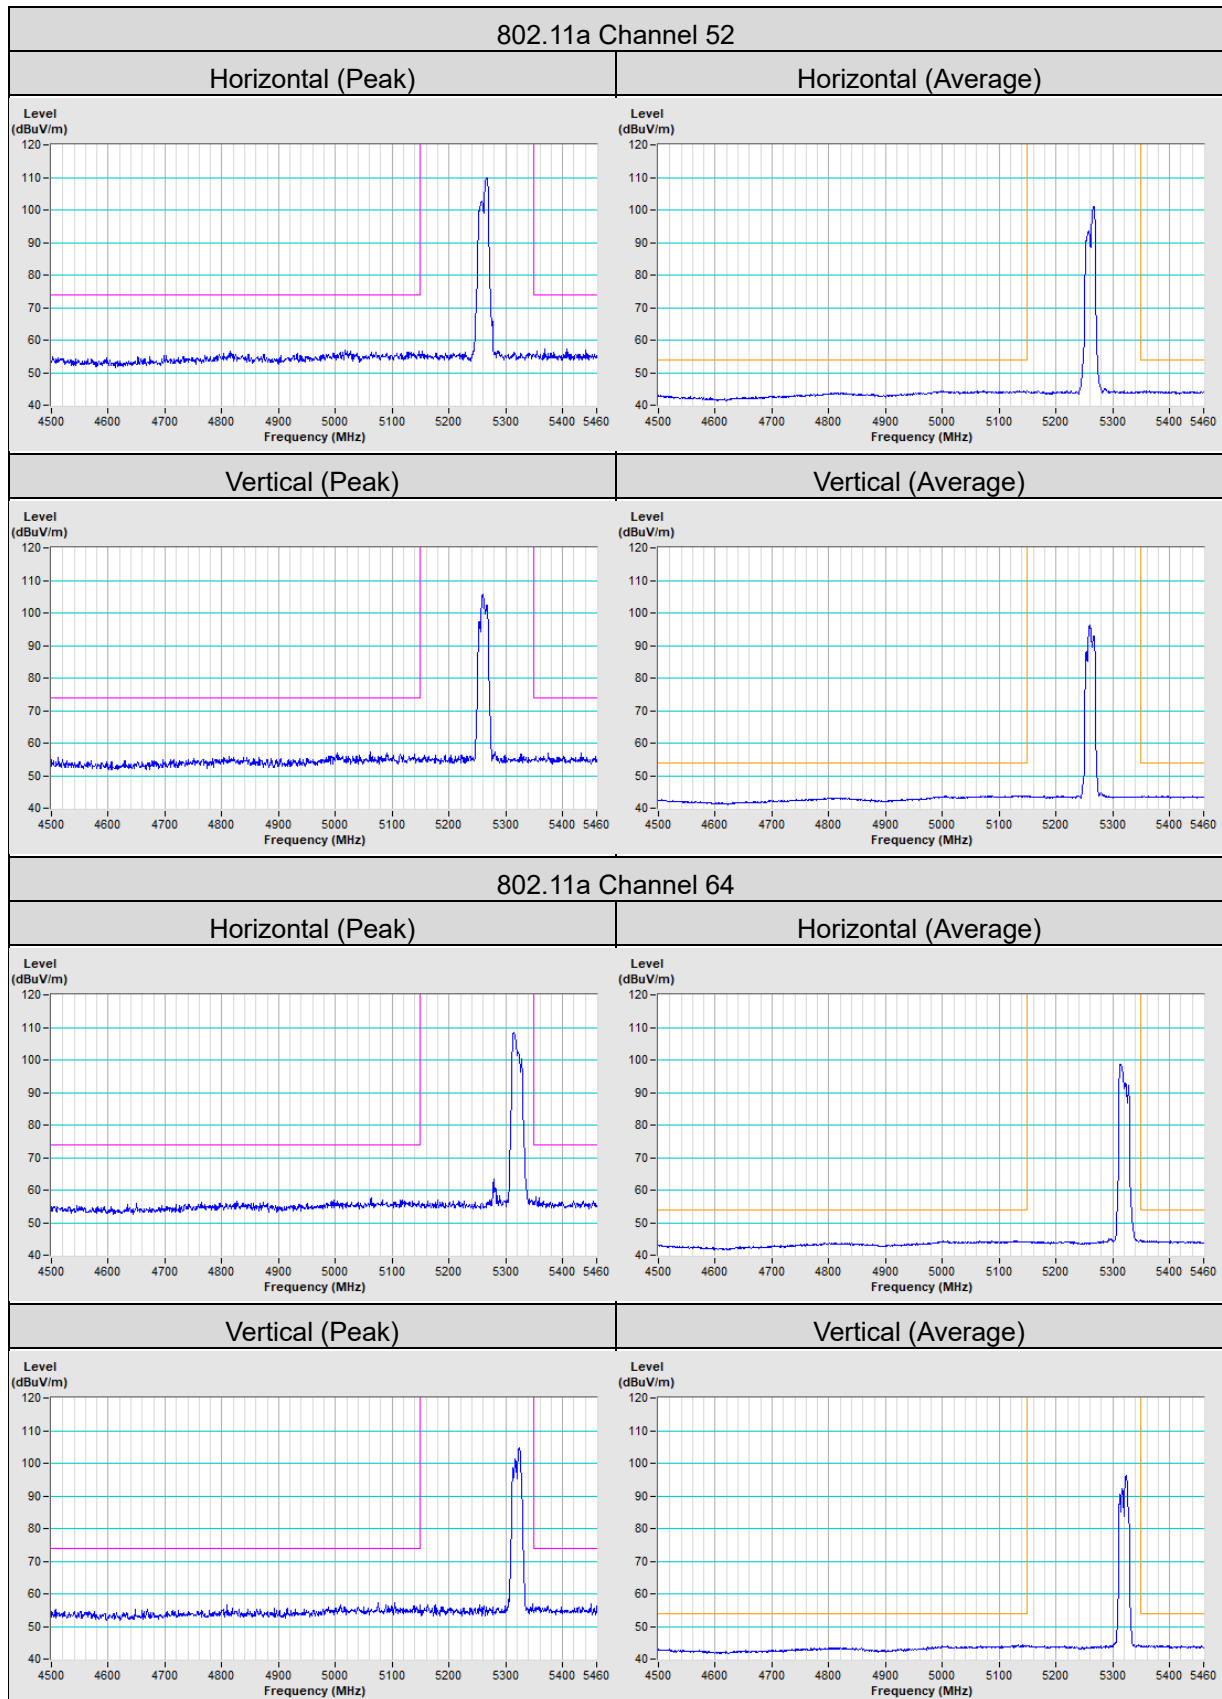 802.11a Channel 52
Horizontal (Peak) Horizontal (Average)
Level Level
(dBuV/m) (dBuV/m)
120 120
110 110
100 100
90 90
80 80
70 70
60 60
50 50
40 40
4500 4600 4700 4800 4900 5000 5100 5200 5300 5400 5460 4500 4600 4700 4800 4900 5000 5100 5200 5300 5400 5460
Frequency (MHz) Frequency (MHz)
Vertical (Peak) Vertical (Average)
Level Level
(dBuV/m) (dBuV/m)
120 120
110 110
100 100
90 90
80 80
70 70
60 60
50 50
40 40
4500 4600 4700 4800 4900 5000 5100 5200 5300 5400 5460 4500 4600 4700 4800 4900 5000 5100 5200 5300 5400 5460
Frequency (MHz) Frequency (MHz)
802.11a Channel 64
Horizontal (Peak) Horizontal (Average)
Level Level
(dBuV/m) (dBuV/m)
120 120
110 110
100 100
90 90
80 80
70 70
60 60
50 50
40 40
4500 4600 4700 4800 4900 5000 5100 5200 5300 5400 5460 4500 4600 4700 4800 4900 5000 5100 5200 5300 5400 5460
Frequency (MHz) Frequency (MHz)
Vertical (Peak) Vertical (Average)
Level Level
(dBuV/m) (dBuV/m)
120 120
110 110
100 100
90 90
80 80
70 70
60 60
50 50
40 40
4500 4600 4700 4800 4900 5000 5100 5200 5300 5400 5460 4500 4600 4700 4800 4900 5000 5100 5200 5300 5400 5460
Frequency (MHz) Frequency (MHz)